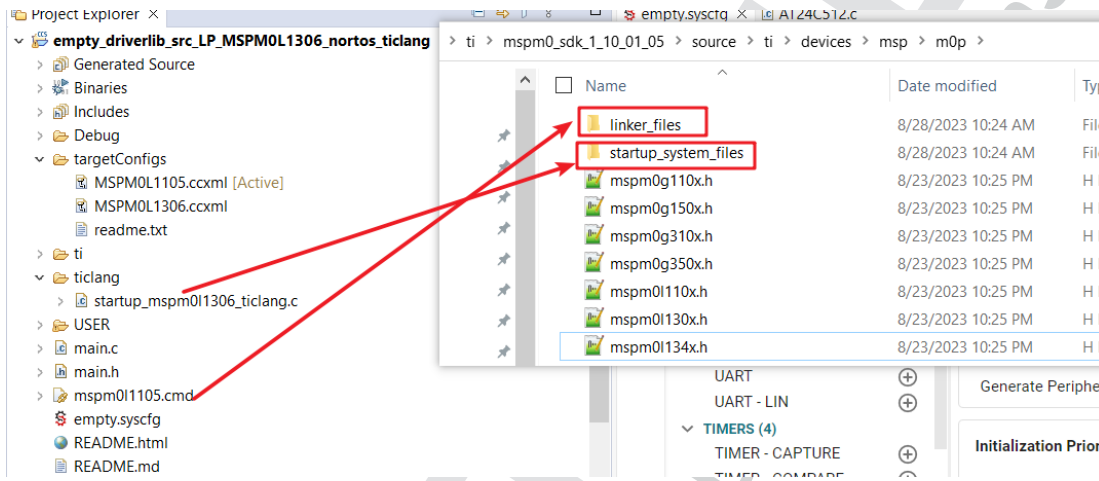 Project Explorer
empty_driverlib_src_LP_MSPM0L1306_nortos_ticlang
Generated Source
Binaries
Includes
Debug
targetConfigs
MSPM0L1105.ccxml [Active]
MSPM0L1306.ccxml
readme.txt
ti
ticlang
startup_mspm0l1306_ticlang.c
USER
main.c
main.h
mspm0l1105.cmd
empty.syscfg
README.html
README.md
empty.syscfg
AT24C512.c
> ti > mspm0_sdk_1_10_01_05 > source > ti > devices > msp > m0p >
Name Date modified Ty
linker_files 8/28/2023 10:24 AM Fil
startup_system_files 8/28/2023 10:24 AM Fil
mspm0g110x.h 8/23/2023 10:25 PM H
mspm0g150x.h 8/23/2023 10:25 PM H
mspm0g310x.h 8/23/2023 10:25 PM H
mspm0g350x.h 8/23/2023 10:25 PM H
mspm0l110x.h 8/23/2023 10:25 PM H
mspm0l130x.h 8/23/2023 10:25 PM H
mspm0l134x.h 8/23/2023 10:25 PM H
UART
UART - LIN
TIMERS (4)
TIMER - CAPTURE
TIMER - COMPARE
Generate Periphe
Initialization Prior